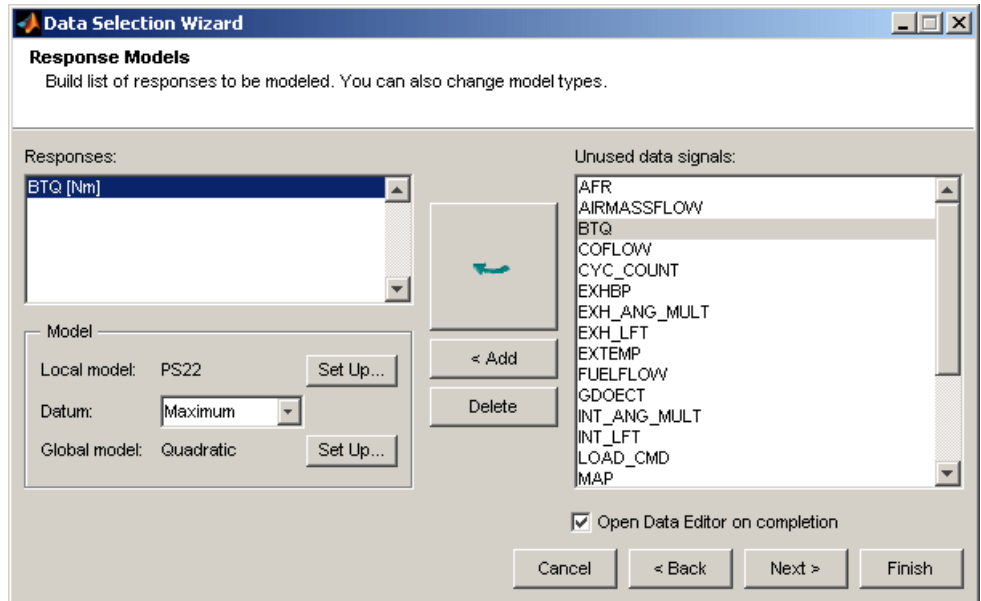 Data Selection Wizard
Response Models
Build list of responses to be modeled. You can also change model types.
Responses:
BTQ [Nm]
Model
Local model: PS22 Set Up...
Datum: Maximum
Global model: Quadratic Set Up...
< Add
Delete
Unused data signals:
AFR
AIRMASSFLOW
BTQ
COFLOW
CYC_COUNT
EXHBP
EXH_ANG_MULT
EXH_LFT
EXTEMP
FUELFLOW
GDOECT
INT_ANG_MULT
INT_LFT
LOAD_CMD
MAP
Open Data Editor on completion
Cancel < Back Next > Finish